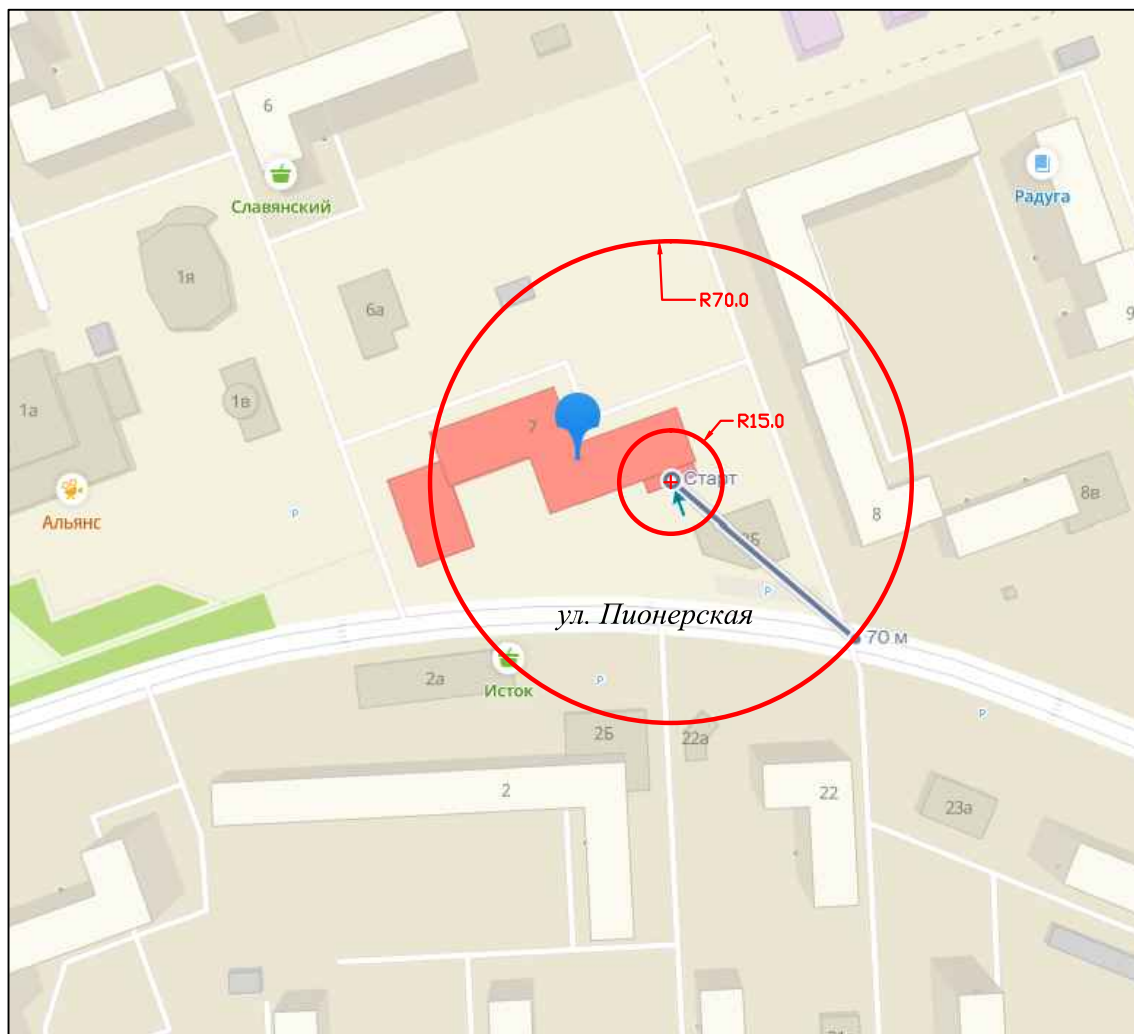 6
Славянский
Радуга
1я
6а
R70.0
9
1в
1а
7
R15.0
Старт
Альянс
Р
8в
8
Р
ул. Пионерская
70 м
2а
Исток
Р
Р
2Б
22а
2
22
23а